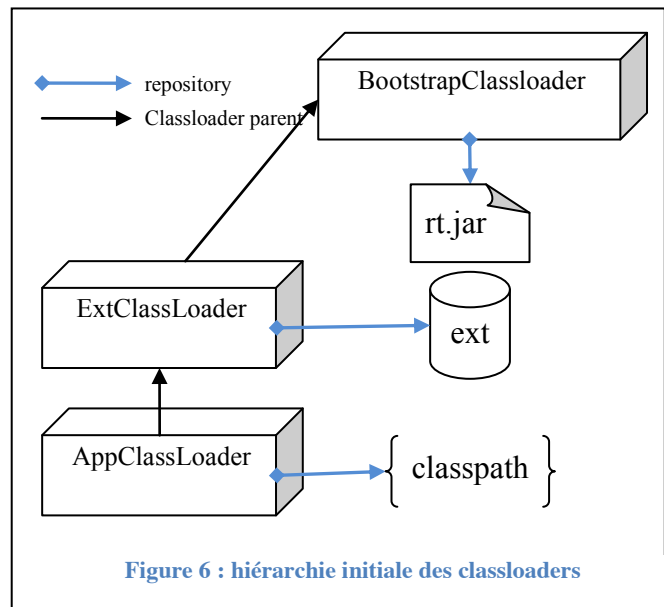 repository
Classloader parent
BootstrapClassloader
rt.jar
ExtClassLoader
ext
AppClassLoader
{ classpath }
Figure 6 : hiérarchie initiale des classloaders